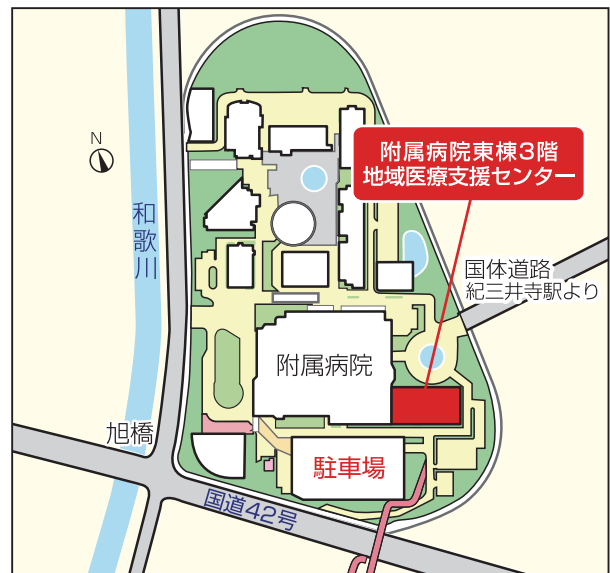 附属病院東棟3階
地域医療支援センター
N
和歌川
国体道路
紀三井寺駅より
附属病院
旭橋
駐車場
国道42号